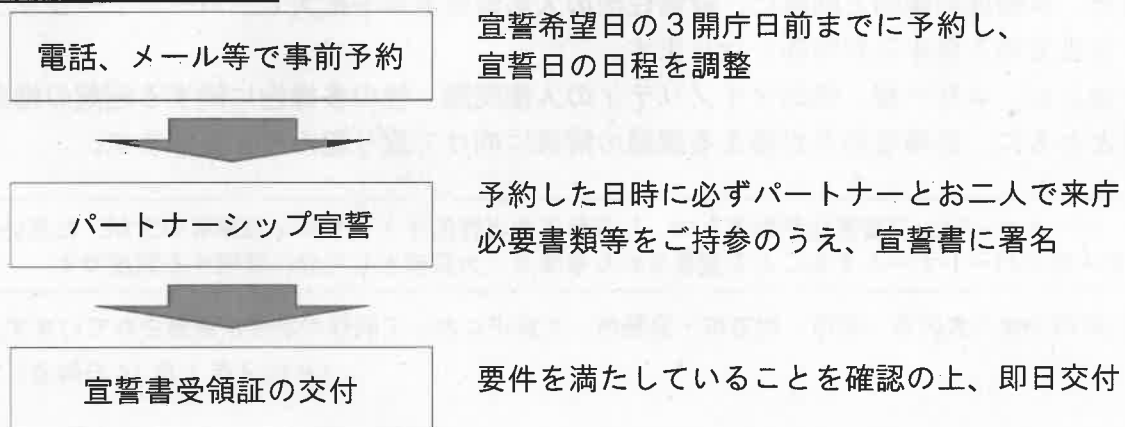 電話、メール等で事前予約
宣誓希望日の３開庁日前までに予約し、
宣誓日の日程を調整
パートナーシップ宣誓
予約した日時に必ずパートナーとお二人で来庁
必要書類等をご持参のうえ、宣誓書に署名
宣誓書受領証の交付
要件を満たしていることを確認の上、即日交付